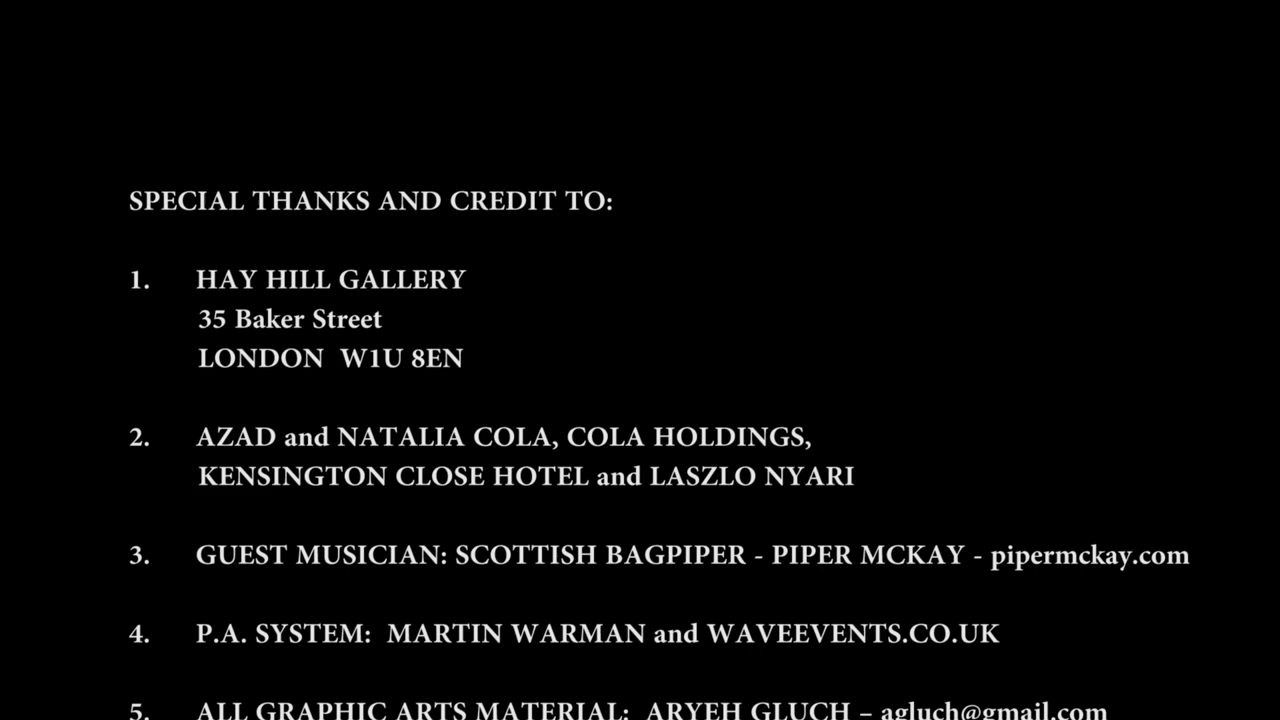 SPECIAL THANKS AND CREDIT TO:
1. HAY HILL GALLERY
35 Baker Street
LONDON W1U 8EN
2. AZAD and NATALIA COLA, COLA HOLDINGS,
KENSINGTON CLOSE HOTEL and LASZLO NYARI
3. GUEST MUSICIAN: SCOTTISH BAGPIPER - PIPER MCKAY - pipermckay.com
4. P.A. SYSTEM: MARTIN WARMAN and WAVEEVENTS.CO.UK
5. ALL GRAPHIC ARTS MATERIAL: ARYEH GLUCH – agluch@gmail.com